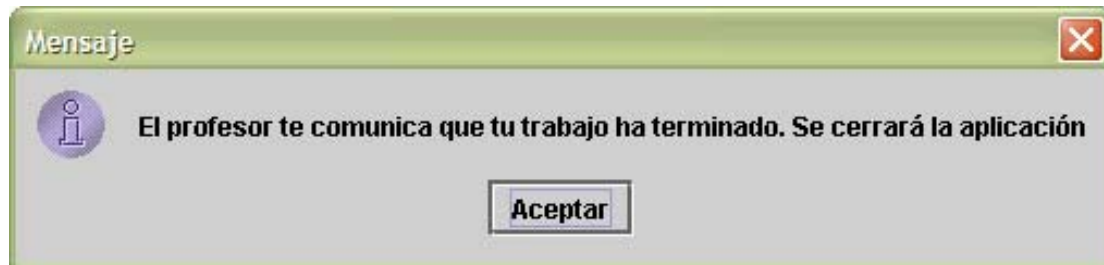 Mensaje
El profesor te comunica que tu trabajo ha terminado. Se cerrará la aplicación
Aceptar